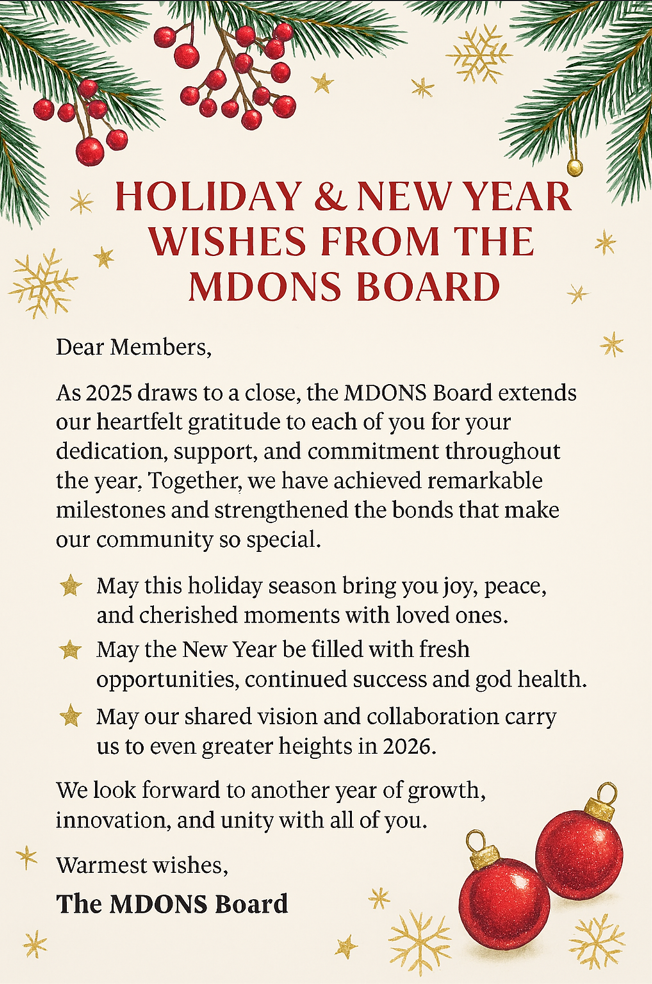 HOLIDAY & NEW YEAR
WISHES FROM THE
MDONS BOARD
Dear Members,
As 2025 draws to a close, the MDONS Board extends
our heartfelt gratitude to each of you for your
dedication, support, and commitment throughout
the year, Together, we have achieved remarkable
milestones and strengthened the bonds that make
our community so special.
May this holiday season bring you joy, peace,
and cherished moments with loved ones.
May the New Year be filled with fresh
opportunities, continued success and god health.
May our shared vision and collaboration carry
us to even greater heights in 2026.
We look forward to another year of growth,
innovation, and unity with all of you.
Warmest wishes,
The MDONS Board